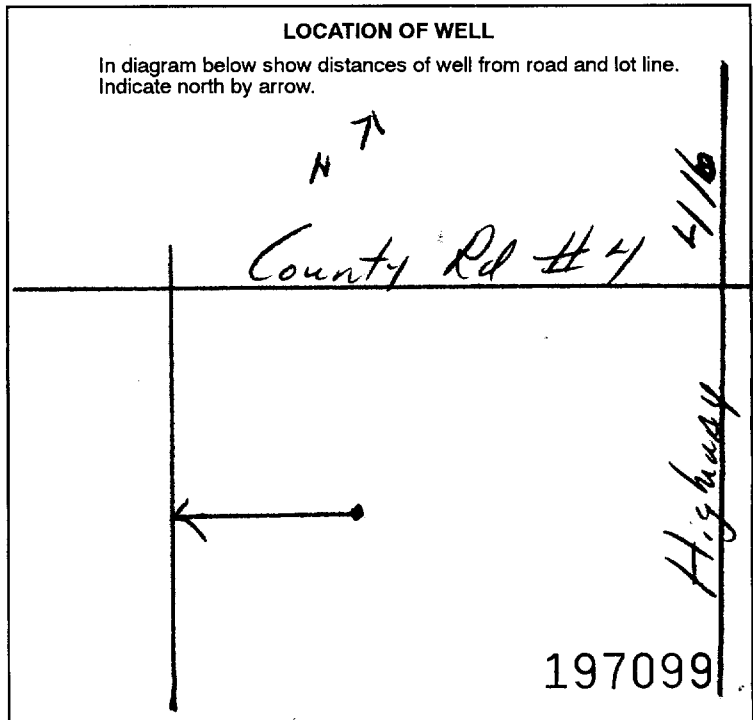 LOCATION OF WELL
In diagram below show distances of well from road and lot line.
Indicate north by arrow.
N
County Rd #4
Highway 416
197099